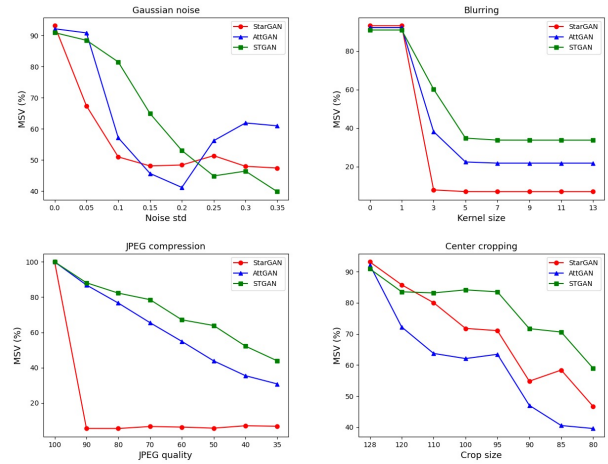 Gaussian noise
StarGAN
AttGAN
STGAN
MSV (%)
90
80
70
60
50
40
0.0 0.05 0.1 0.15 0.2 0.25 0.3 0.35
Noise std
Blurring
StarGAN
AttGAN
STGAN
MSV (%)
80
60
40
20
0 1 3 5 7 9 11 13
Kernel size
JPEG compression
StarGAN
AttGAN
STGAN
MSV (%)
100
80
60
40
20
100 90 80 70 60 50 40 35
JPEG quality
Center cropping
StarGAN
AttGAN
STGAN
MSV (%)
90
80
70
60
50
40
128 120 110 100 95 90 85 80
Crop size